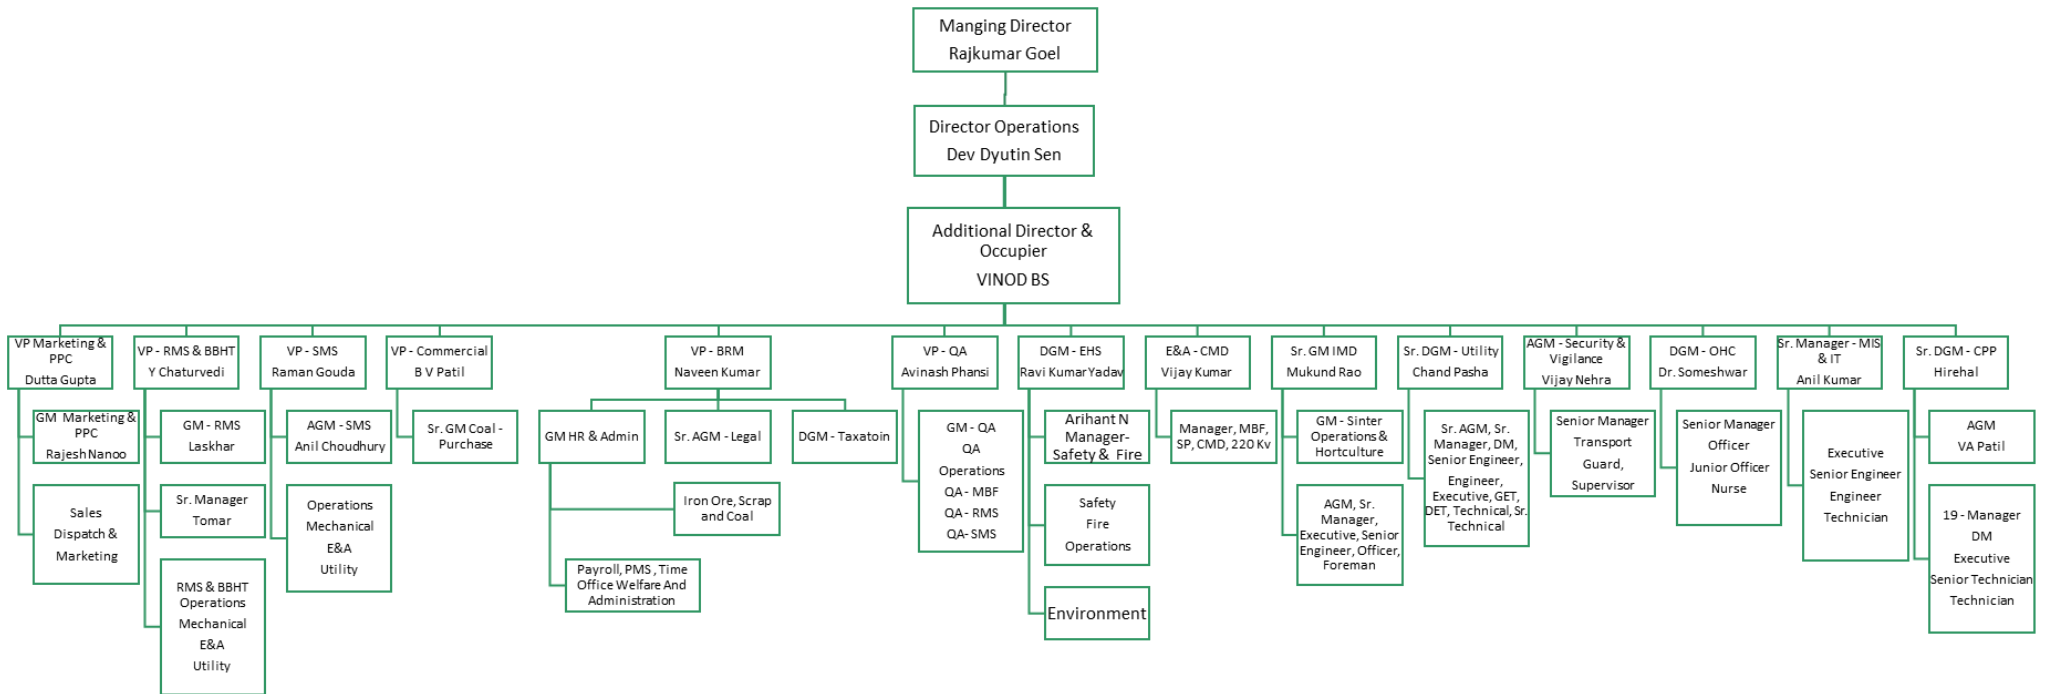 Manging Director
Rajkumar Goel
Director Operations
Dev Dyutin Sen
Additional Director &
Occupier
VINOD BS
VP Marketing &
PPC
Dutta Gupta
VP - RMS & BBHT
Y Chaturvedi
VP - SMS
Raman Gouda
VP - Commercial
B V Patil
VP - BRM
Naveen Kumar
VP - QA
Avinash Phansi
DGM - EHS
Ravi Kumar Yadav
E&A - CMD
Vijay Kumar
Sr. GM IMD
Mukund Rao
Sr. DGM - Utility
Chand Pasha
AGM - Security &
Vigilance
Vijay Nehra
DGM - OHC
Dr. Someshwar
Sr. Manager - MIS
& IT
Anil Kumar
Sr. DGM - CPP
Hirehal
GM Marketing &
PPC
Rajesh Nanoo
Sales
Dispatch &
Marketing
GM - RMS
Laskhar
Sr. Manager
Tomar
RMS & BBHT
Operations
Mechanical
E&A
Utility
AGM - SMS
Anil Choudhury
Operations
Mechanical
E&A
Utility
Sr. GM Coal -
Purchase
GM HR & Admin
Iron Ore, Scrap
and Coal
Payroll, PMS , Time
Office Welfare And
Administration
Sr. AGM - Legal
DGM - Taxatoin
GM - QA
QA
Operations
QA - MBF
QA - RMS
QA- SMS
Arihant N
Manager-
Safety & Fire
Safety
Fire
Operations
Environment
Manager, MBF,
SP, CMD, 220 Kv
GM - Sinter
Operations &
Hortculture
AGM, Sr.
Manager,
Executive, Senior
Engineer, Officer,
Foreman
Sr. AGM, Sr.
Manager, DM,
Senior Engineer,
Engineer,
Executive, GET,
DET, Technical, Sr.
Technical
Senior Manager
Transport
Guard,
Supervisor
Senior Manager
Officer
Junior Officer
Nurse
Executive
Senior Engineer
Engineer
Technician
AGM
VA Patil
19 - Manager
DM
Executive
Senior Technician
Technician